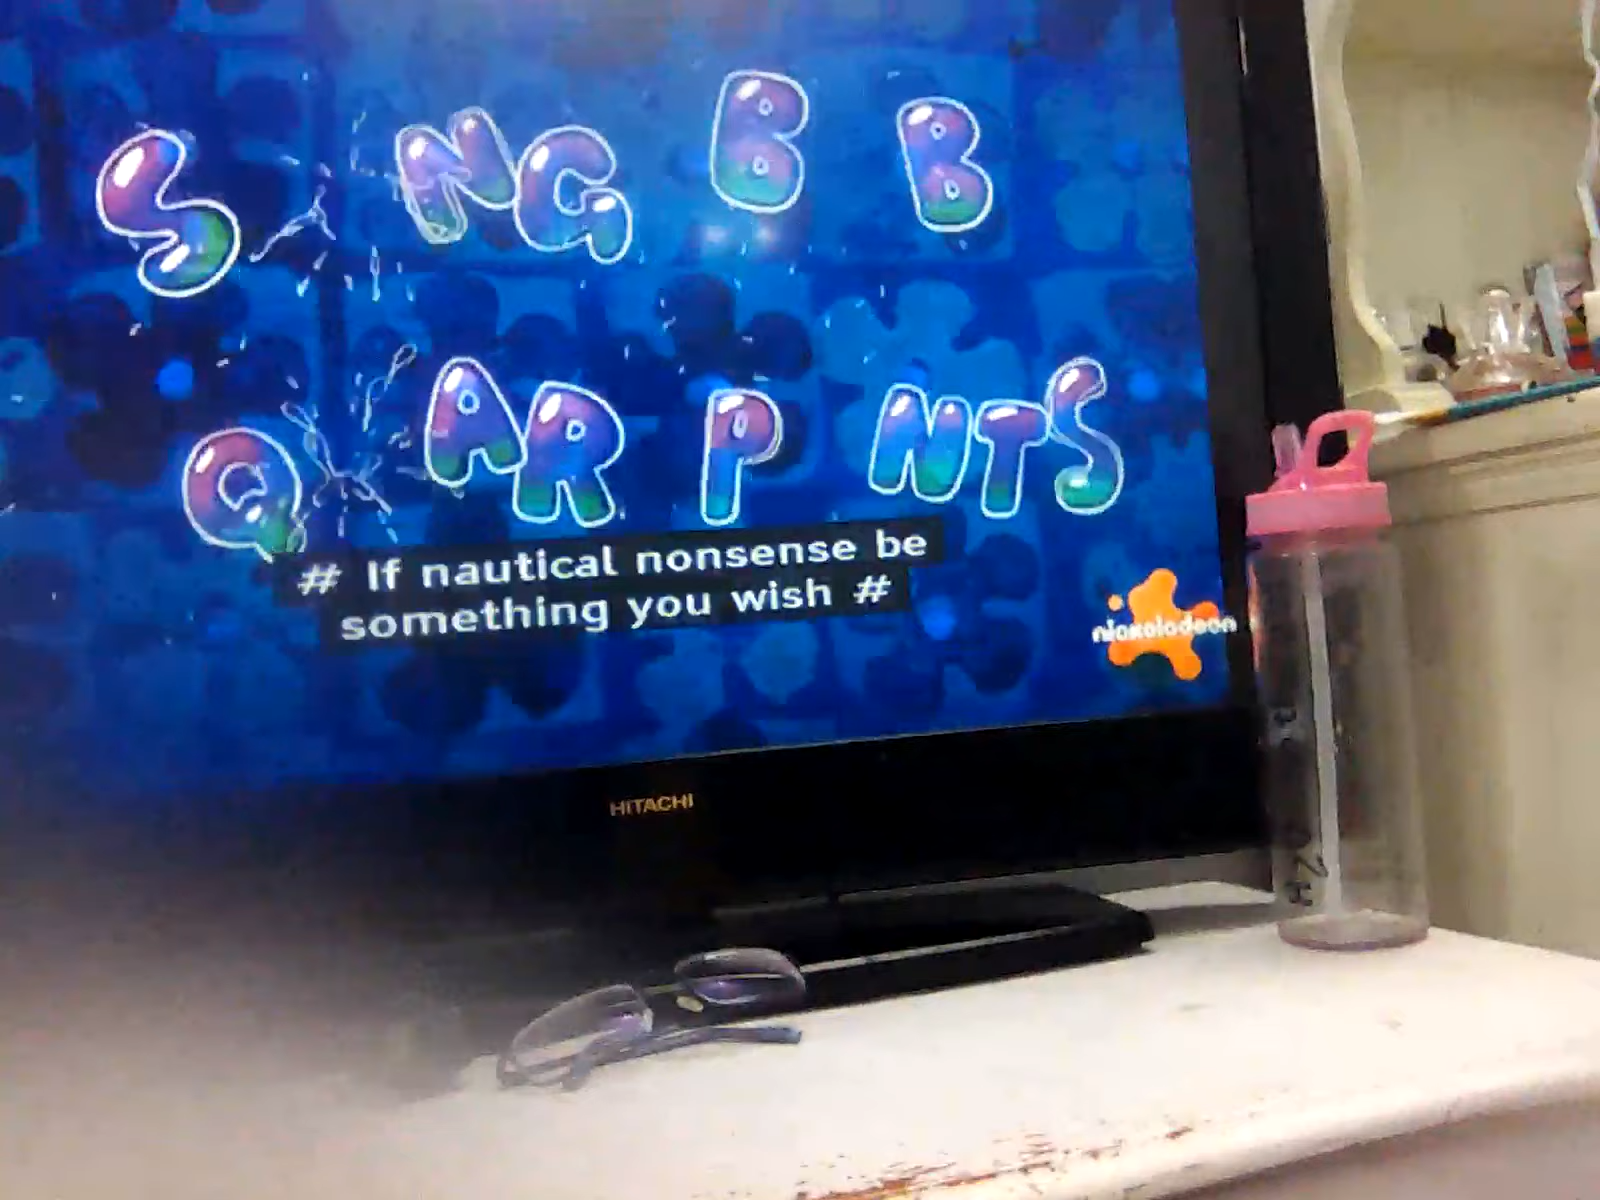 S NG B B
Q AR P NTS
# If nautical nonsense be
something you wish #
nickelodeon
HITACHI